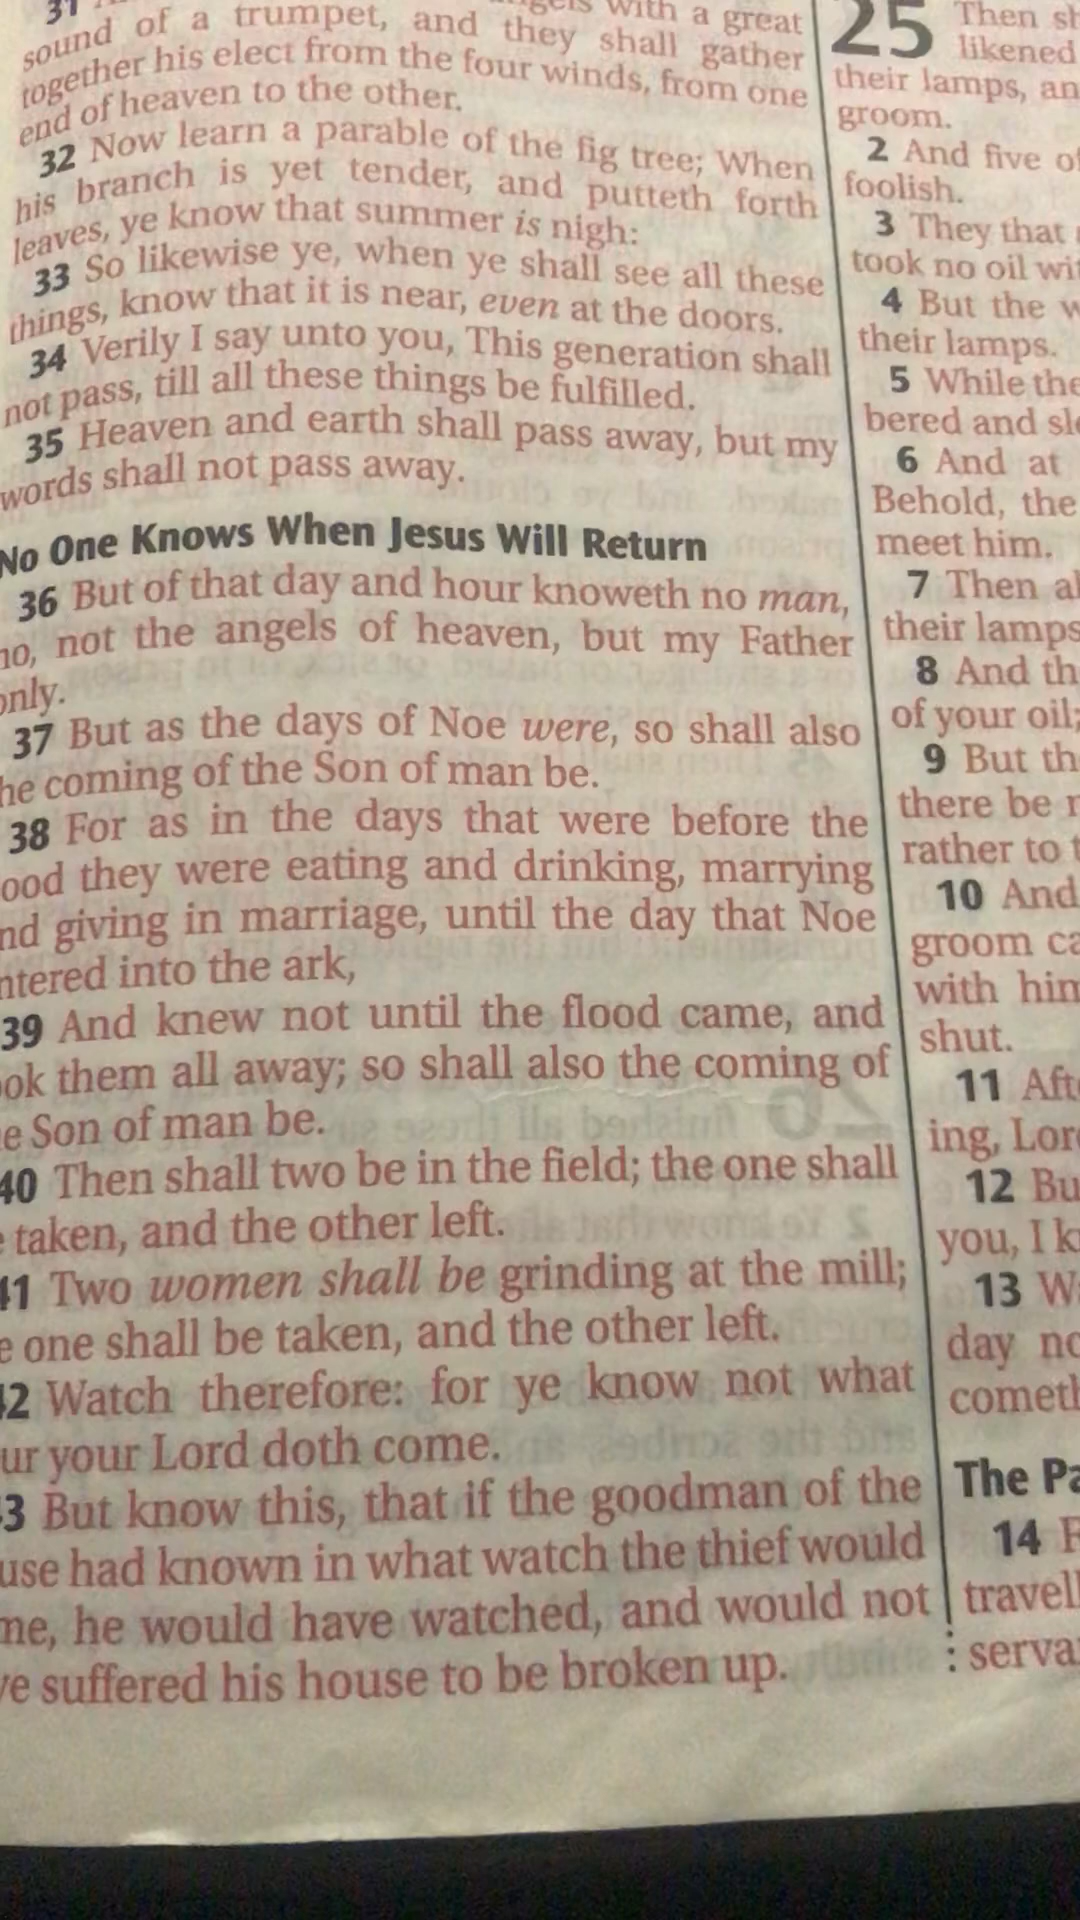 31
with a great
sound of a trumpet, and they shall gather
together his elect from the four winds, from one
end of heaven to the other.
32 Now learn a parable of the fig tree; When
his branch is yet tender, and putteth forth
leaves, ye know that summer is nigh:
33 So likewise ye, when ye shall see all these
things, know that it is near, even at the doors.
34 Verily I say unto you, This generation shall
not pass, till all these things be fulfilled.
35 Heaven and earth shall pass away, but my
words shall not pass away.
No One Knows When Jesus Will Return
36 But of that day and hour knoweth no man,
no, not the angels of heaven, but my Father
only.
37 But as the days of Noe were, so shall also
he coming of the Son of man be.
38 For as in the days that were before the
ood they were eating and drinking, marrying
nd giving in marriage, until the day that Noe
ntered into the ark,
39 And knew not until the flood came, and
ok them all away; so shall also the coming of
e Son of man be.
40 Then shall two be in the field; the one shall
e taken, and the other left.
41 Two women shall be grinding at the mill;
e one shall be taken, and the other left.
42 Watch therefore: for ye know not what
ur your Lord doth come.
43 But know this, that if the goodman of the
use had known in what watch the thief would
me, he would have watched, and would not
ve suffered his house to be broken up.
25 Then sh
likened
their lamps, an
groom.
2 And five of
foolish.
3 They that
took no oil wit
4 But the w
their lamps.
5 While the
bered and sle
6 And at
Behold, the
meet him.
7 Then al
their lamps
8 And th
of your oil;
9 But th
there be n
rather to t
10 And
groom ca
with him
shut.
11 Aft
ing, Lor
12 Bu
you, I k
13 W
day no
cometh
The Pa
14 F
travell
serva